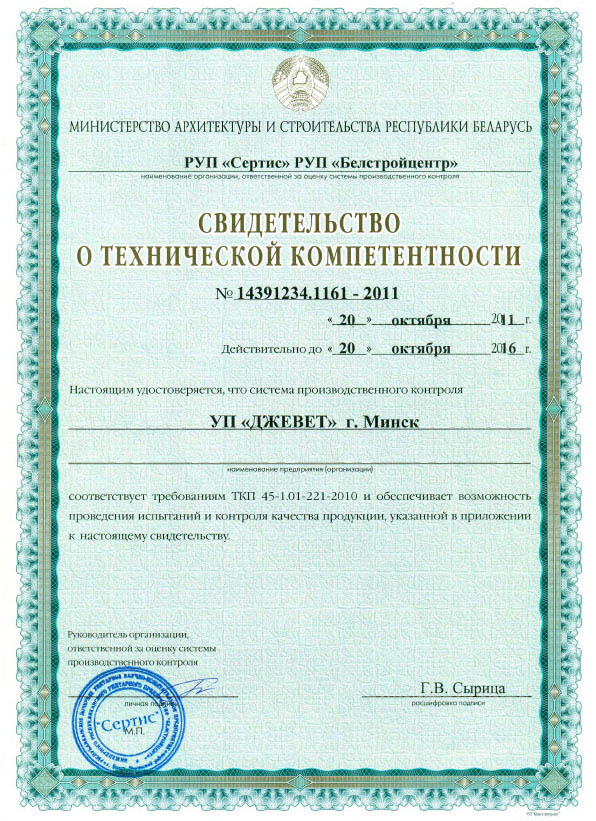 МИНИСТЕРСТВО АРХИТЕКТУРЫ И СТРОИТЕЛЬСТВА РЕСПУБЛИКИ БЕЛАРУСЬ
РУП «Сертис» РУП «Белстройцентр»
наименование организации, ответственной за оценку системы производственного контроля
СВИДЕТЕЛЬСТВО
О ТЕХНИЧЕСКОЙ КОМПЕТЕНТНОСТИ
№ 14391234.1161 - 2011
« 20 » октября 2011 г.
Действительно до « 20 » октября 2016 г.
Настоящим удостоверяется, что система производственного контроля
УП «ДЖЕВЕТ» г. Минск
наименование предприятия (организации)
соответствует требованиям ТКП 45-1.01-221-2010 и обеспечивает возможность
проведения испытаний и контроля качества продукции, указанной в приложении
к настоящему свидетельству.
Руководитель организации,
ответственной за оценку системы
производственного контроля
Г.В. Сырица
личная подпись
расшифровка подписи
"Сертис"
М.П.